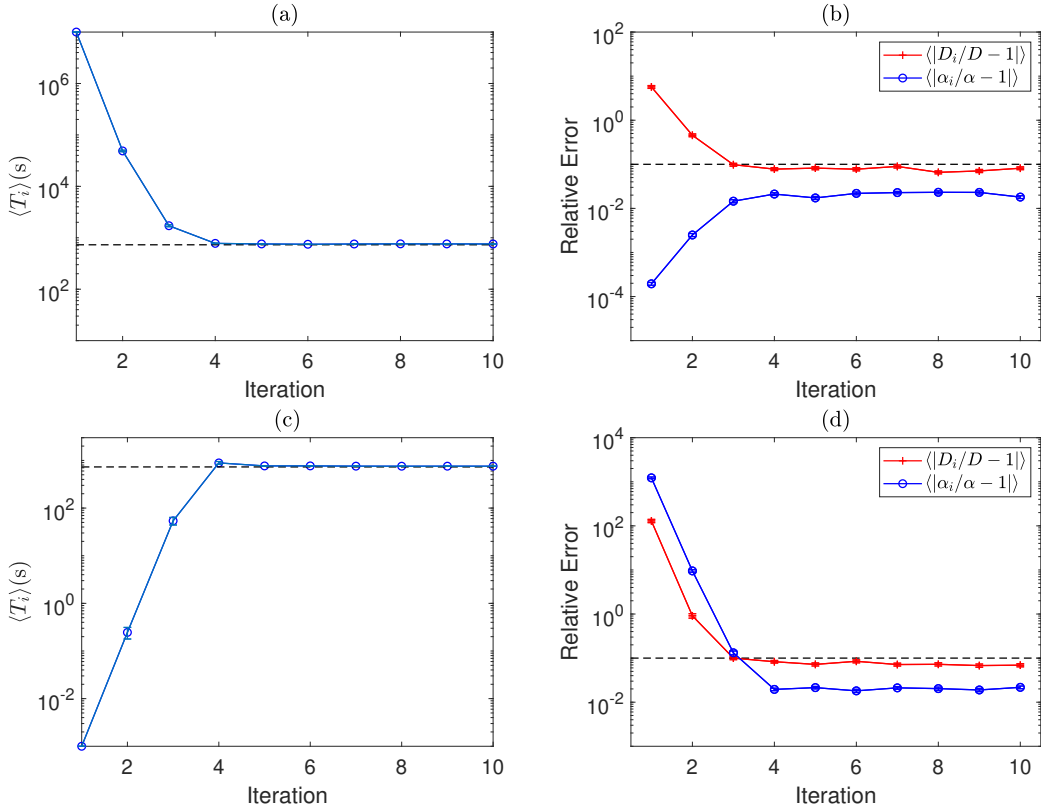 (a)
10^6
10^4
10^2
⟨T_i⟩(s)
2
4
6
8
10
Iteration
(b)
10^2
10^0
10^-2
10^-4
Relative Error
⟨|D_i/D − 1|⟩
⟨|α_i/α − 1|⟩
2
4
6
8
10
Iteration
(c)
10^2
10^0
10^-2
⟨T_i⟩(s)
2
4
6
8
10
Iteration
(d)
10^4
10^2
10^0
10^-2
Relative Error
⟨|D_i/D − 1|⟩
⟨|α_i/α − 1|⟩
2
4
6
8
10
Iteration